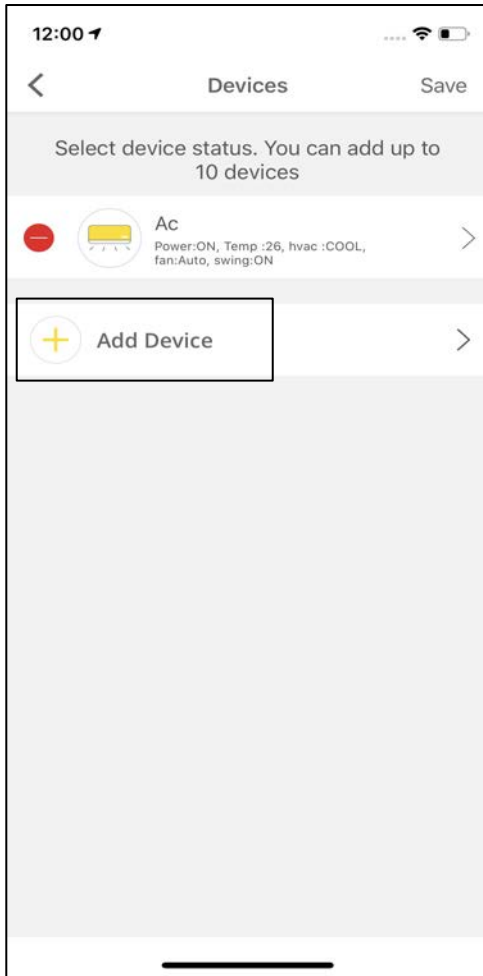 12:00
Devices
Save
Select device status. You can add up to
10 devices
Ac
Power:ON, Temp :26, hvac :COOL,
fan:Auto, swing:ON
Add Device